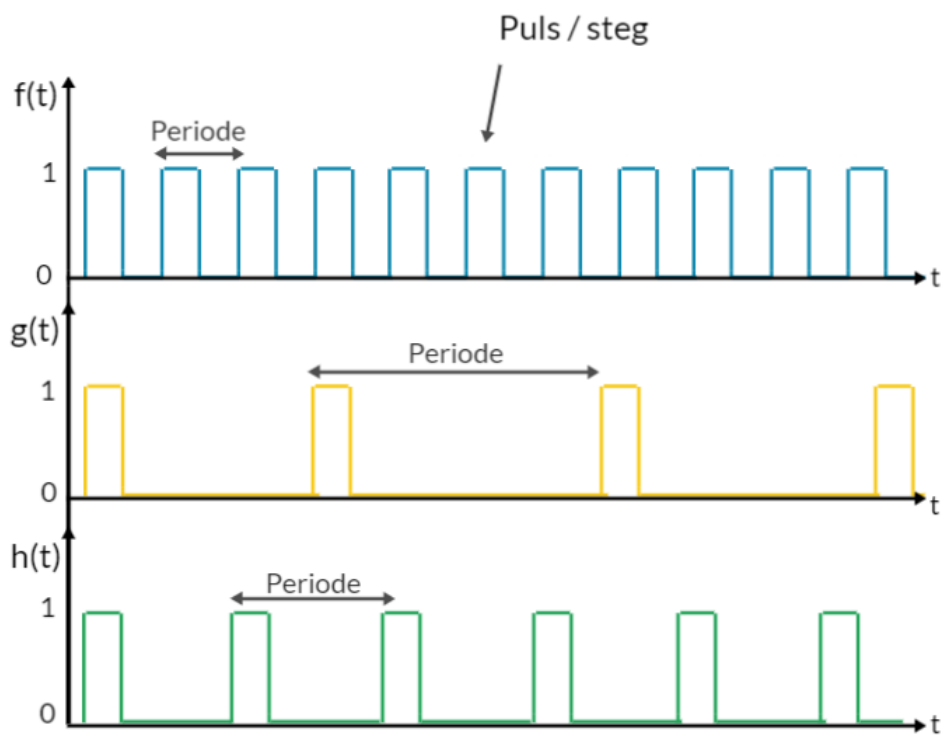 Puls / steg
f(t)
Periode
1
0
t
g(t)
Periode
1
0
t
h(t)
Periode
1
0
t